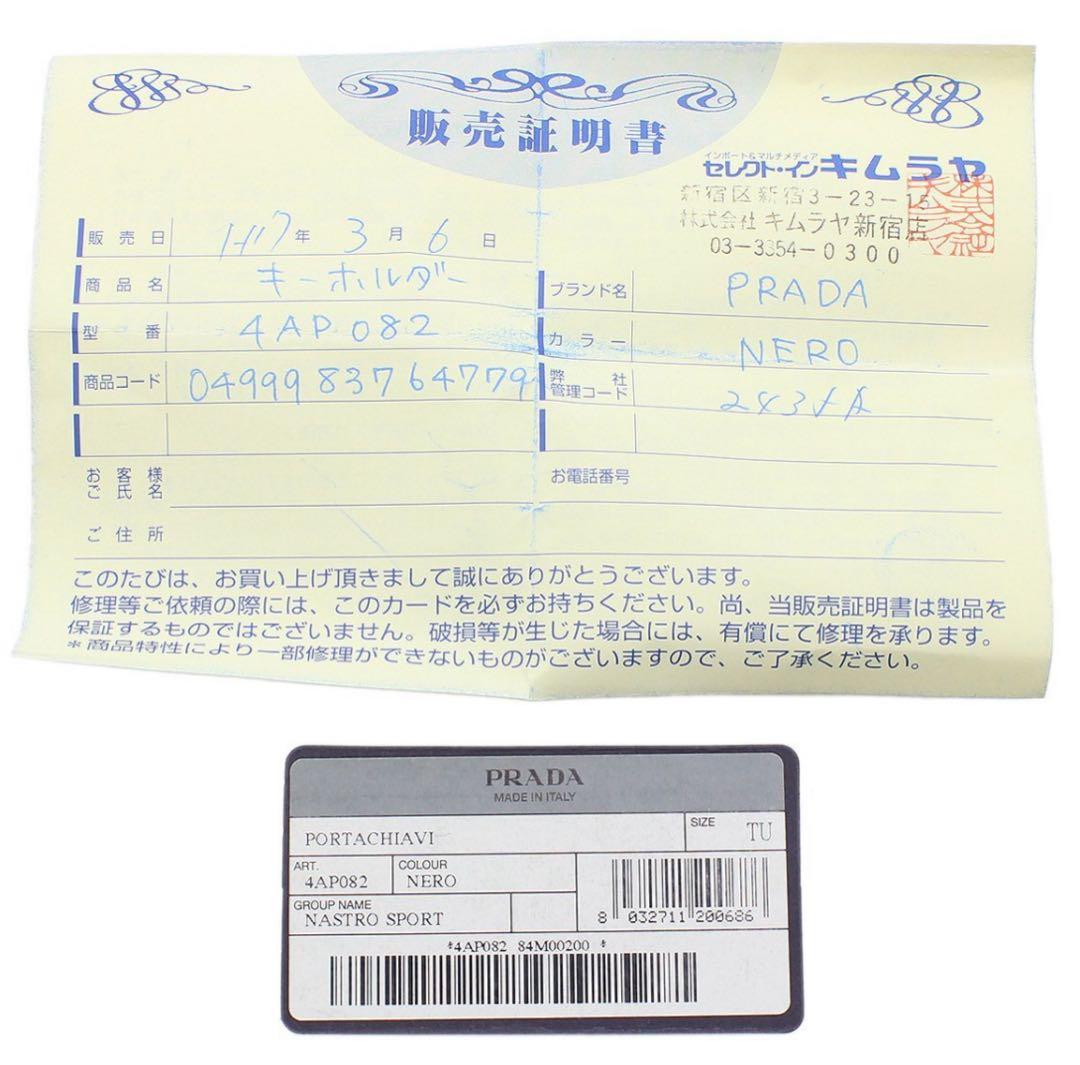 販売証明書
インポート&マルチメディア
セレクト・インキムラヤ
新宿区新宿3-23-15
株式会社 キムラヤ新宿店
03-3354-0300
販売日 H17年 3月 6日
商品名 キーホルダー
ブランド名 PRADA
型番 4AP082
カラー NERO
商品コード 0499983764779
弊社
管理コード
お客様
ご氏名
お電話番号
ご住所
このたびは、お買い上げ頂きまして誠にありがとうございます。
修理等ご依頼の際には、このカードを必ずお持ちください。尚、当販売証明書は製品を
保証するものではございません。破損等が生じた場合には、有償にて修理を承ります。
*商品特性により一部修理ができないものがございますので、ご了承ください。
PRADA
MADE IN ITALY
PORTACHIAVI
SIZE TU
ART.
4AP082
COLOUR
NERO
GROUP NAME
NASTRO SPORT
8 032711 200686
*4AP082 84M00200 *